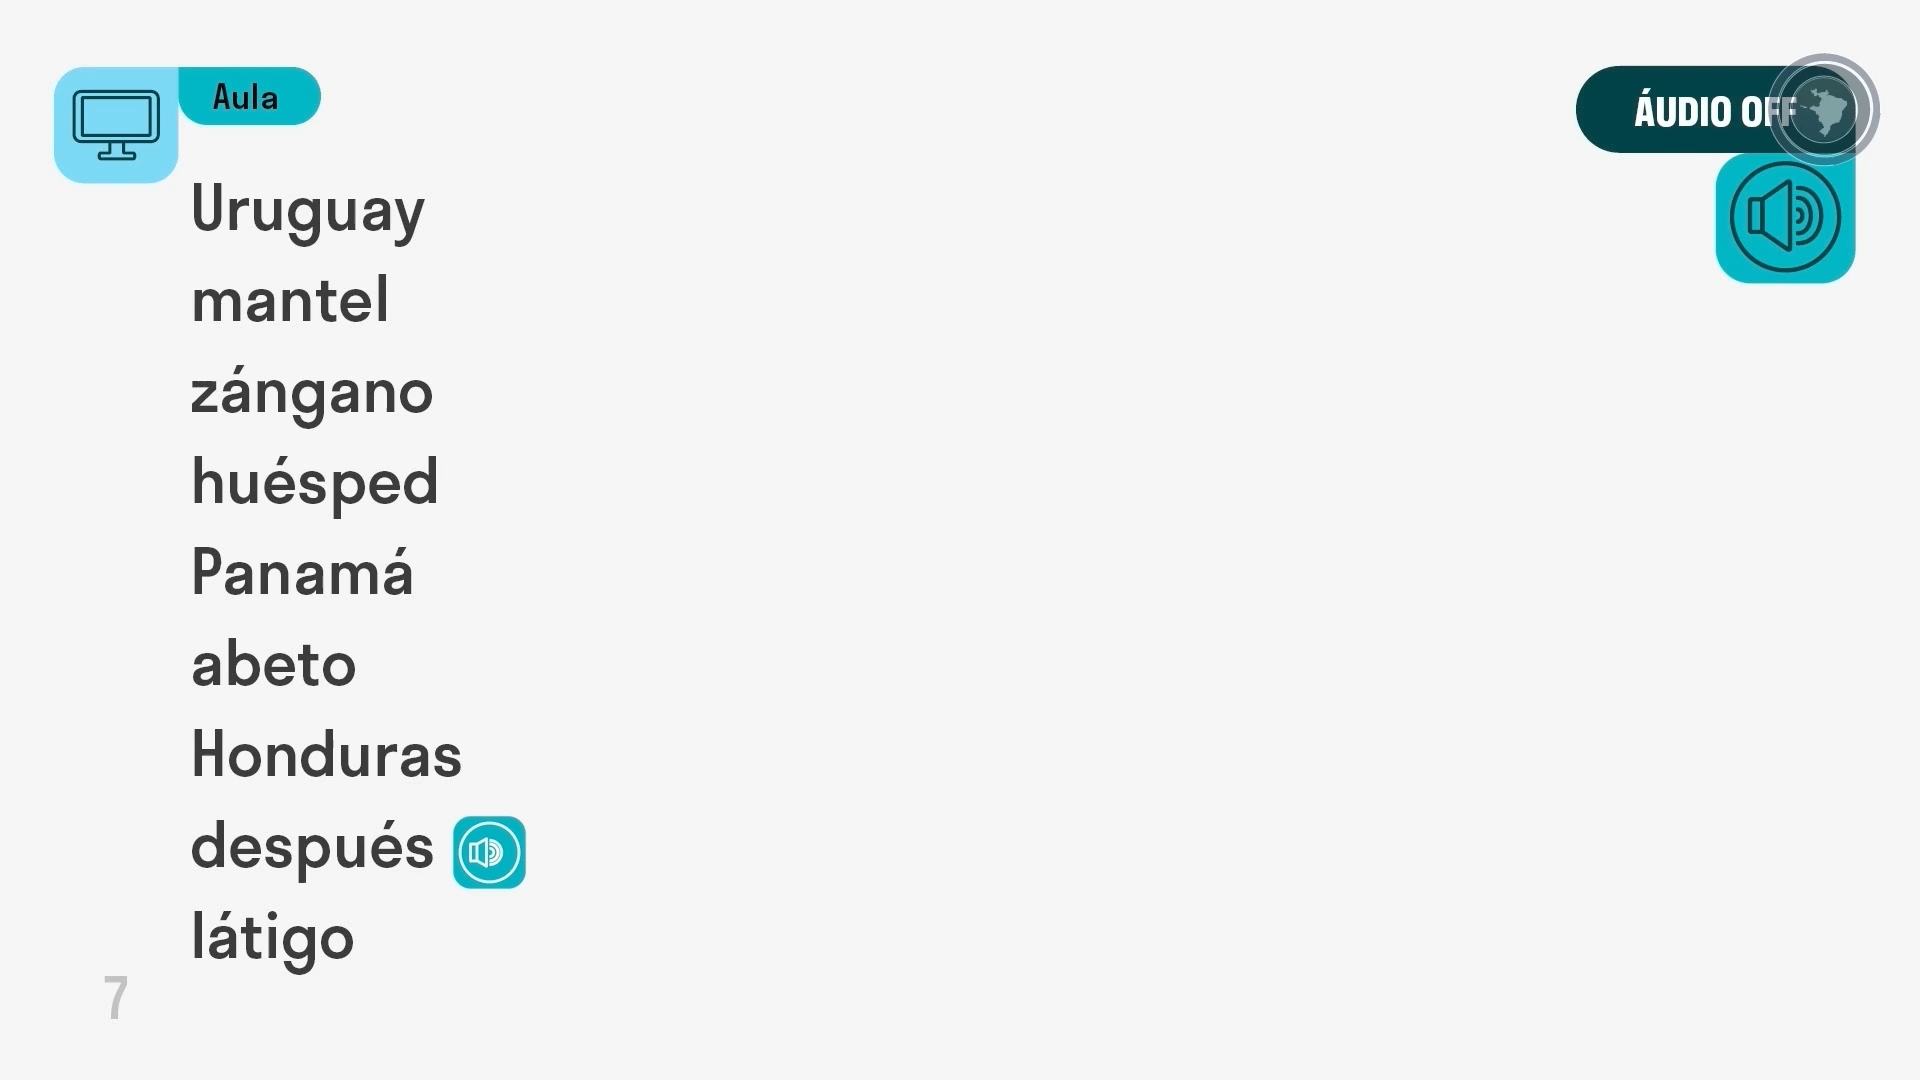 Aula
ÁUDIO OFF
Uruguay
mantel
zángano
huésped
Panamá
abeto
Honduras
después
látigo
7